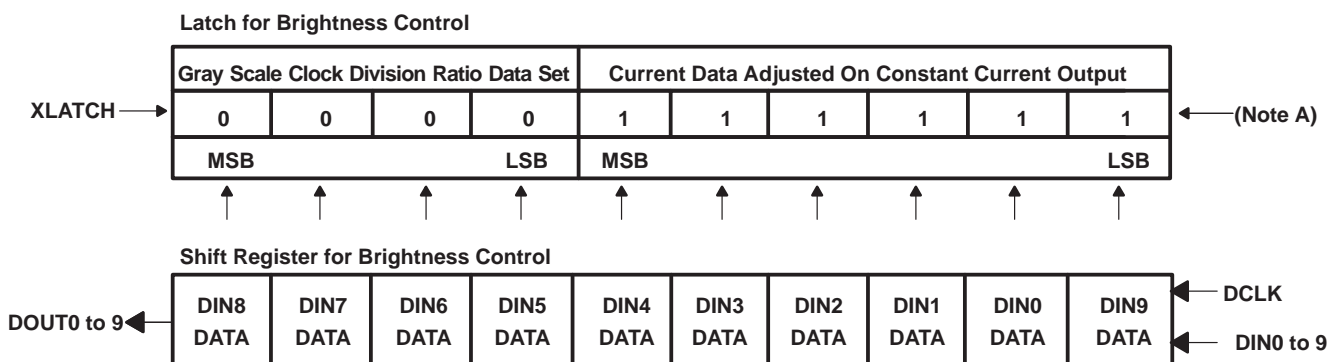 Latch for Brightness Control
Gray Scale Clock Division Ratio Data Set Current Data Adjusted On Constant Current Output
XLATCH 0 0 0 0 1 1 1 1 1 1 (Note A)
MSB LSB MSB LSB
Shift Register for Brightness Control
DIN8 DIN7 DIN6 DIN5 DIN4 DIN3 DIN2 DIN1 DIN0 DIN9 DCLK
DOUT0 to 9
DATA DATA DATA DATA DATA DATA DATA DATA DATA DATA DIN0 to 9